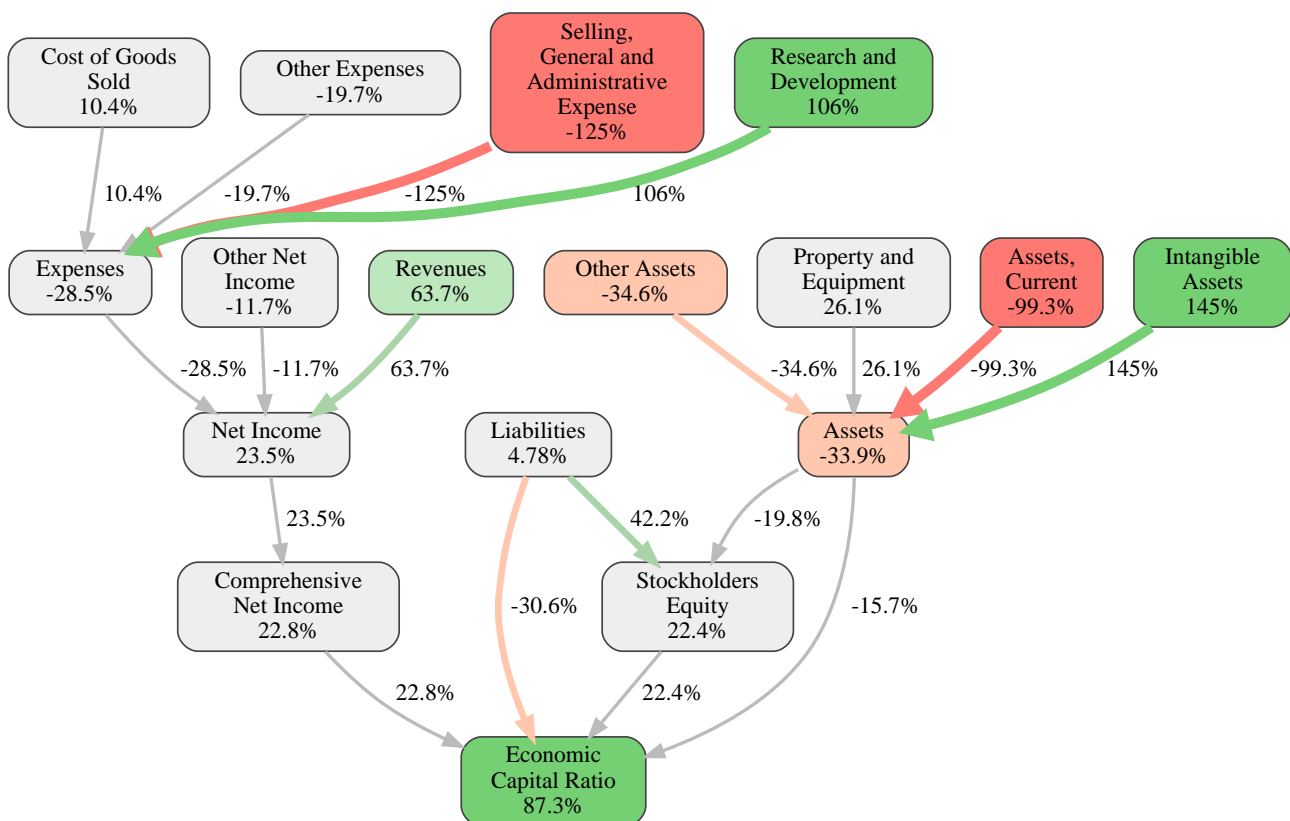 Cost of Goods
Sold
10.4%
Other Expenses
-19.7%
Selling,
General and
Administrative
Expense
-125%
Research and
Development
106%
10.4%
-19.7%
-125%
106%
Expenses
-28.5%
Other Net
Income
-11.7%
Revenues
63.7%
Other Assets
-34.6%
Property and
Equipment
26.1%
Assets,
Current
-99.3%
Intangible
Assets
145%
-28.5%
-11.7%
63.7%
-34.6%
26.1%
-99.3%
145%
Net Income
23.5%
Liabilities
4.78%
Assets
-33.9%
23.5%
42.2%
-19.8%
Comprehensive
Net Income
22.8%
-30.6%
Stockholders
Equity
22.4%
-15.7%
22.8%
22.4%
Economic
Capital Ratio
87.3%